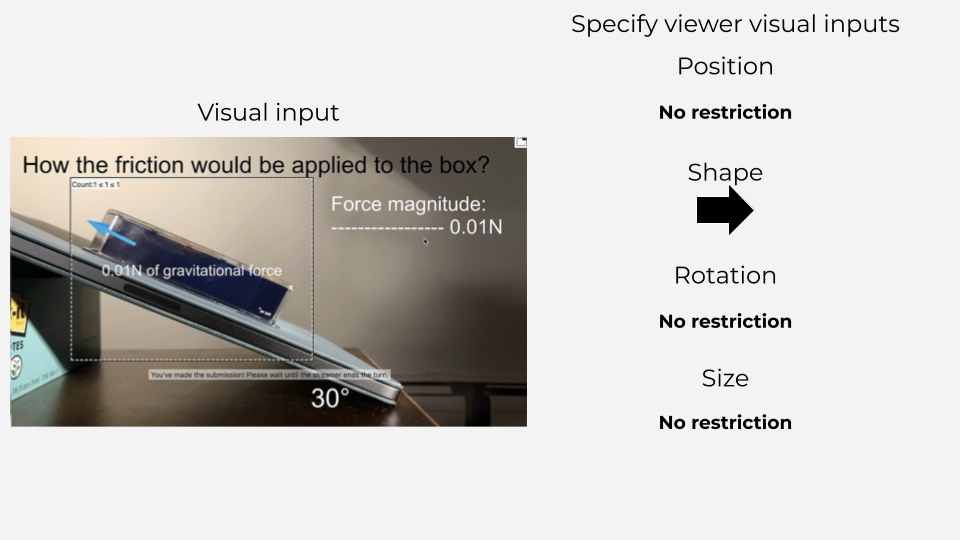 Specify viewer visual inputs
Position
No restriction
Visual input
How the friction would be applied to the box?
Count:1 ≤ 1 ≤ 1
Force magnitude:
----------------- 0.01N
0.01N of gravitational force
You've made the submission! Please wait until the streamer ends the turn.
30°
Shape
Rotation
No restriction
Size
No restriction